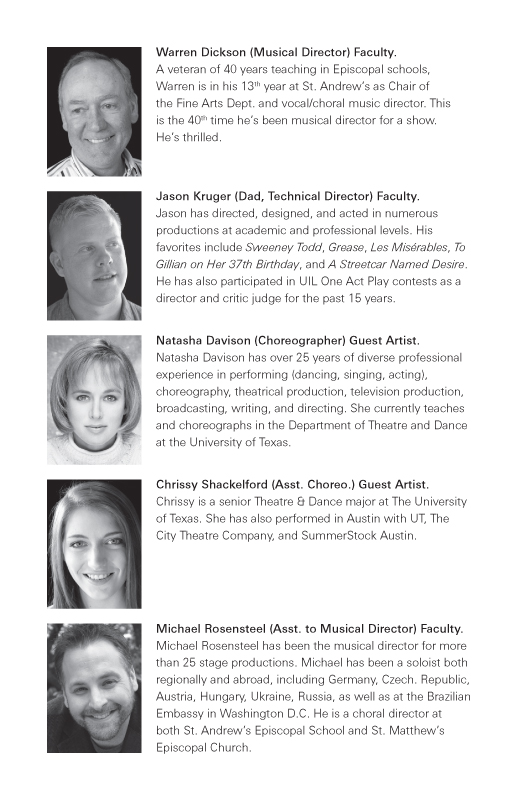 Warren Dickson (Musical Director) Faculty.
A veteran of 40 years teaching in Episcopal schools,
Warren is in his 13th year at St. Andrew's as Chair of
the Fine Arts Dept. and vocal/choral music director. This
is the 40th time he's been musical director for a show.
He's thrilled.
Jason Kruger (Dad, Technical Director) Faculty.
Jason has directed, designed, and acted in numerous
productions at academic and professional levels. His
favorites include Sweeney Todd, Grease, Les Misérables, To
Gillian on Her 37th Birthday, and A Streetcar Named Desire.
He has also participated in UIL One Act Play contests as a
director and critic judge for the past 15 years.
Natasha Davison (Choreographer) Guest Artist.
Natasha Davison has over 25 years of diverse professional
experience in performing (dancing, singing, acting),
choreography, theatrical production, television production,
broadcasting, writing, and directing. She currently teaches
and choreographs in the Department of Theatre and Dance
at the University of Texas.
Chrissy Shackelford (Asst. Choreo.) Guest Artist.
Chrissy is a senior Theatre & Dance major at The University
of Texas. She has also performed in Austin with UT, The
City Theatre Company, and SummerStock Austin.
Michael Rosensteel (Asst. to Musical Director) Faculty.
Michael Rosensteel has been the musical director for more
than 25 stage productions. Michael has been a soloist both
regionally and abroad, including Germany, Czech. Republic,
Austria, Hungary, Ukraine, Russia, as well as at the Brazilian
Embassy in Washington D.C. He is a choral director at
both St. Andrew's Episcopal School and St. Matthew's
Episcopal Church.